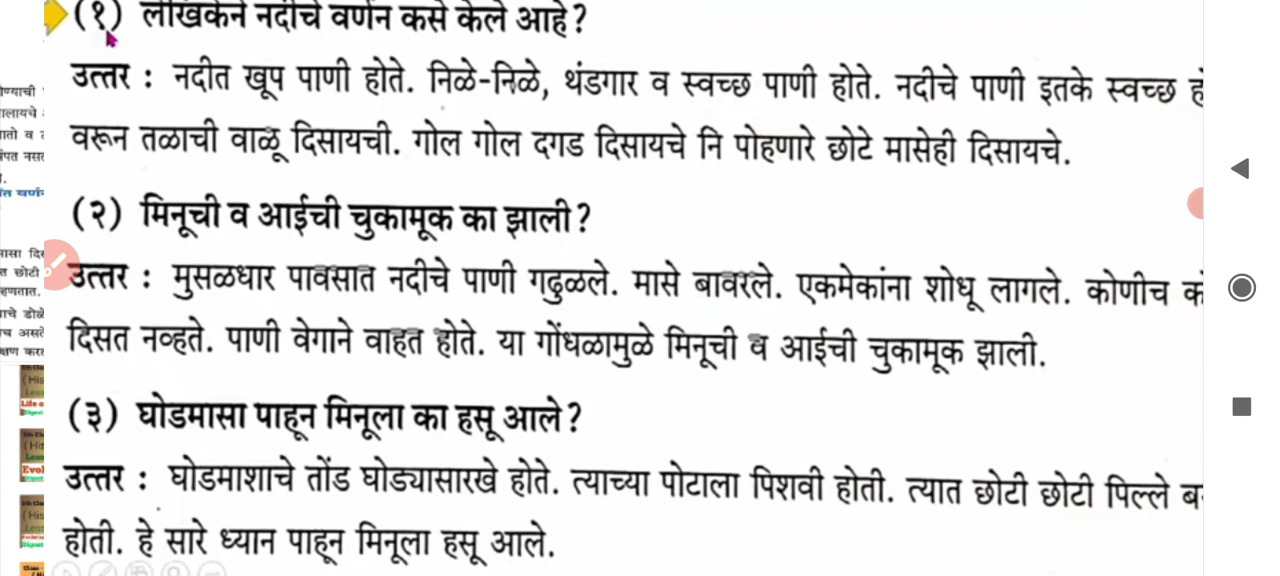 (१) लेखिकेने नदीचे वर्णन कसे केले आहे?
उत्तर : नदीत खूप पाणी होते. निळे-निळे, थंडगार व स्वच्छ पाणी होते. नदीचे पाणी इतके स्वच्छ
वरून तळाची वाळू दिसायची. गोल गोल दगड दिसायचे नि पोहणारे छोटे मासेही दिसायचे.
(२) मिनूची व आईची चुकामूक का झाली?
उत्तर : मुसळधार पावसात नदीचे पाणी गढुळले. मासे बावरले. एकमेकांना शोधू लागले. कोणीच
दिसत नव्हते. पाणी वेगाने वाहत होते. या गोंधळामुळे मिनूची व आईची चुकामूक झाली.
(३) घोडमासा पाहून मिनूला का हसू आले?
उत्तर : घोडमाशाचे तोंड घोड्यासारखे होते. त्याच्या पोटाला पिशवी होती. त्यात छोटी छोटी पिल्ले
होती. हे सारे ध्यान पाहून मिनूला हसू आले.